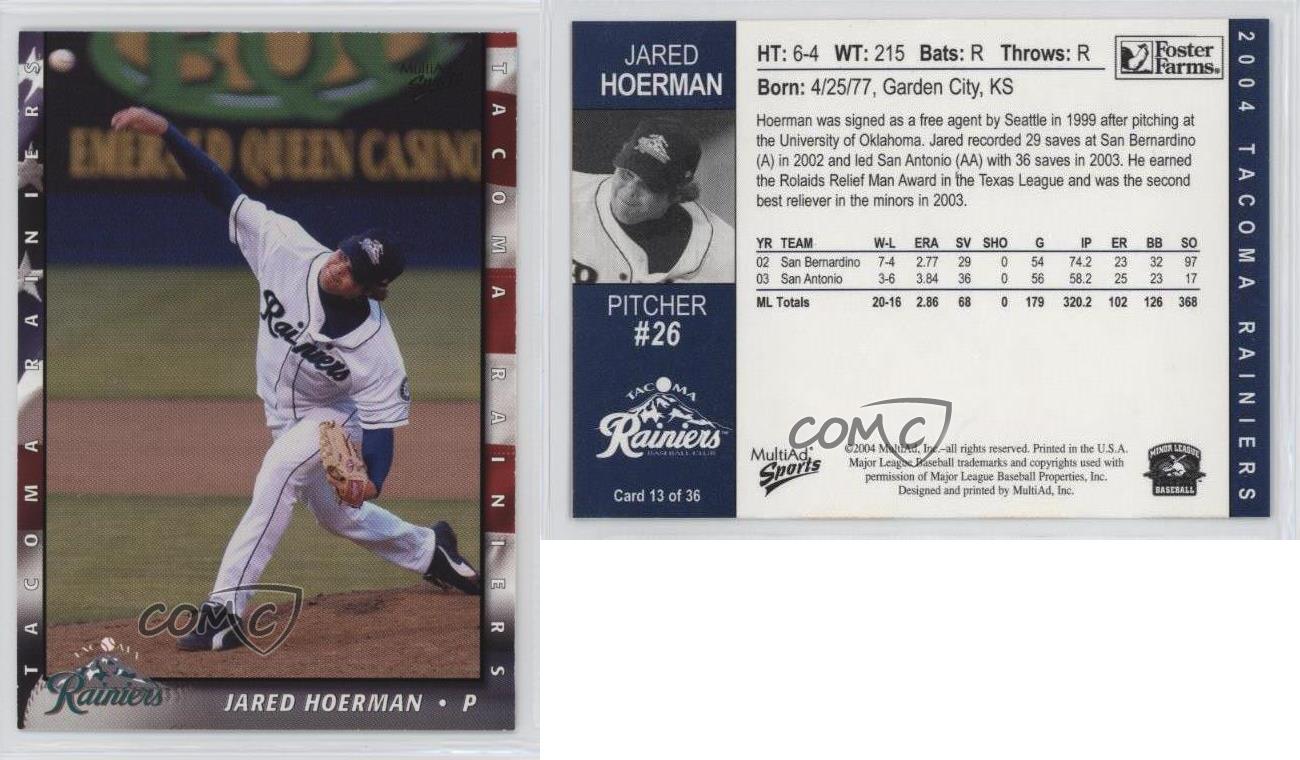 TACOMA RAINIERS
TACOMA RAINIERS
MultiAd
Sports
EQC
EMERALD QUEEN CASINO
Rainiers
COMC
TACOMA
Rainiers
JARED HOERMAN • P
JARED
HOERMAN
PITCHER
#26
TACOMA
Rainiers
BASEBALL CLUB
Card 13 of 36
HT: 6-4 WT: 215 Bats: R Throws: R
Foster
Farms®
Born: 4/25/77, Garden City, KS
Hoerman was signed as a free agent by Seattle in 1999 after pitching at
the University of Oklahoma. Jared recorded 29 saves at San Bernardino
(A) in 2002 and led San Antonio (AA) with 36 saves in 2003. He earned
the Rolaids Relief Man Award in the Texas League and was the second
best reliever in the minors in 2003.
YR TEAM W-L ERA SV SHO G IP ER BB SO
02 San Bernardino 7-4 2.77 29 0 54 74.2 23 32 97
03 San Antonio 3-6 3.84 36 0 56 58.2 25 23 17
ML Totals 20-16 2.86 68 0 179 320.2 102 126 368
COMC
MultiAd
Sports
©2004 MultiAd, Inc.–all rights reserved. Printed in the U.S.A.
Major League Baseball trademarks and copyrights used with
permission of Major League Baseball Properties, Inc.
Designed and printed by MultiAd, Inc.
MINOR LEAGUE
BASEBALL
2004 TACOMA RAINIERS